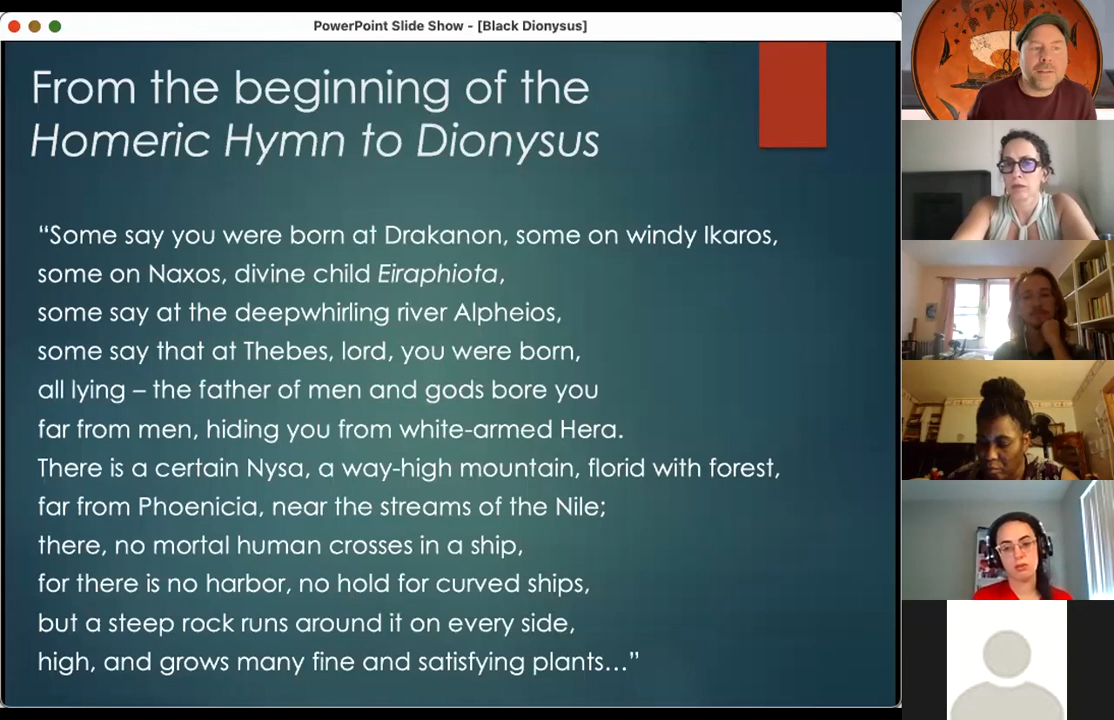 PowerPoint Slide Show - [Black Dionysus]
From the beginning of the
Homeric Hymn to Dionysus
“Some say you were born at Drakanon, some on windy Ikaros,
some on Naxos, divine child Eiraphiota,
some say at the deepwhirling river Alpheios,
some say that at Thebes, lord, you were born,
all lying – the father of men and gods bore you
far from men, hiding you from white-armed Hera.
There is a certain Nysa, a way-high mountain, florid with forest,
far from Phoenicia, near the streams of the Nile;
there, no mortal human crosses in a ship,
for there is no harbor, no hold for curved ships,
but a steep rock runs around it on every side,
high, and grows many fine and satisfying plants…”